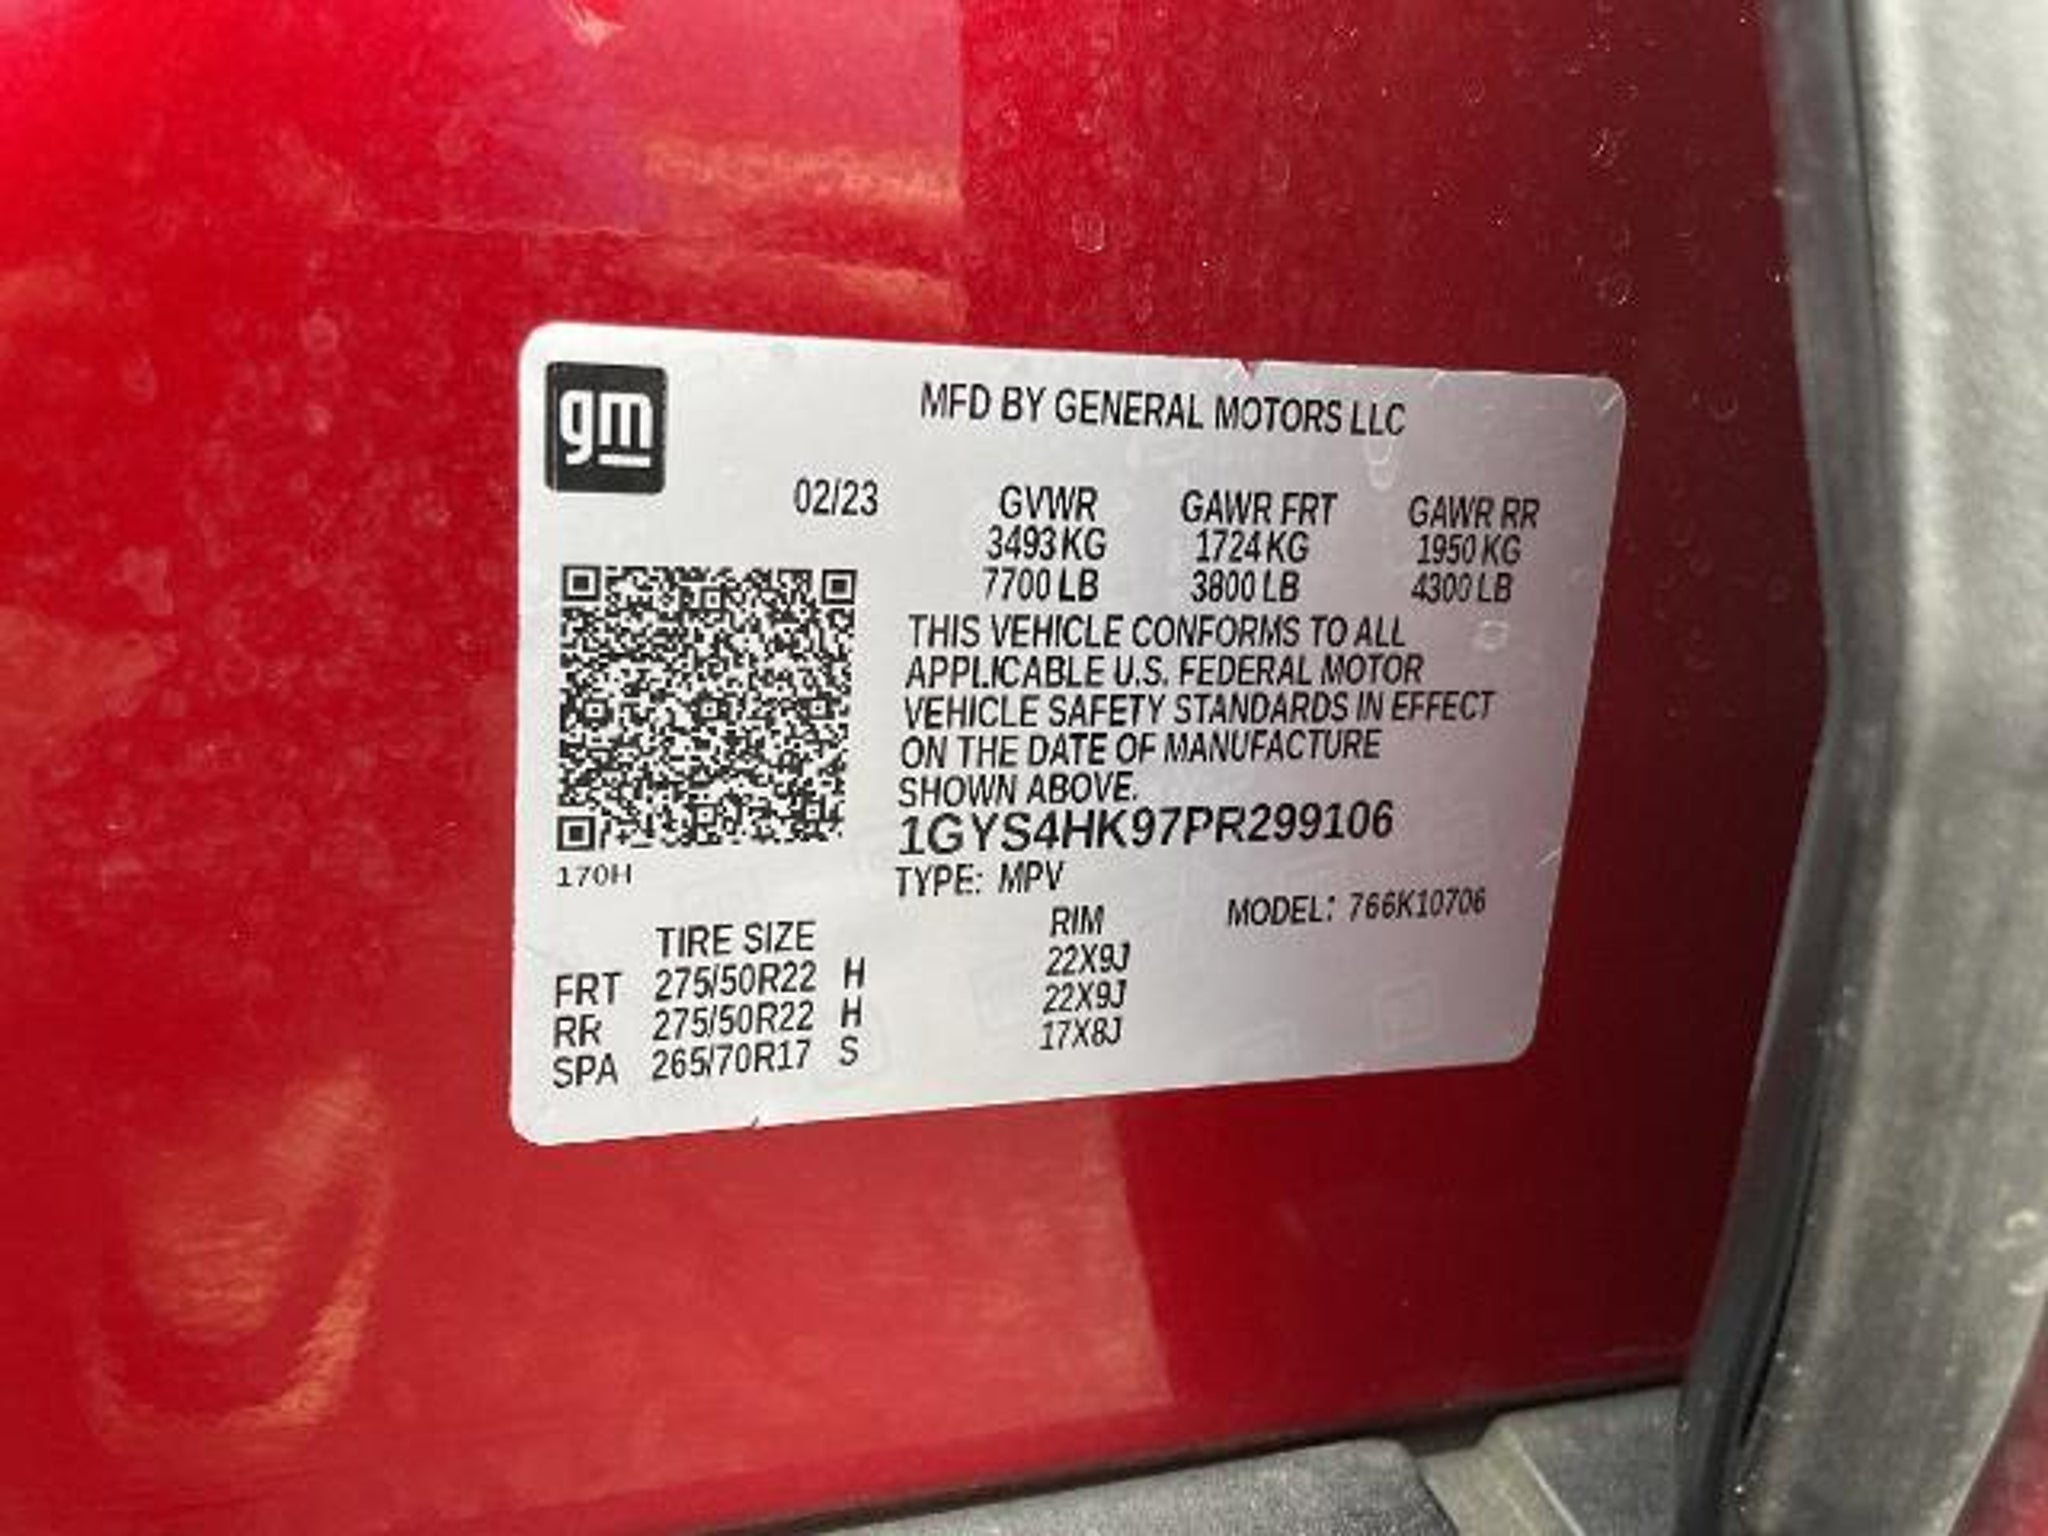 gm
MFD BY GENERAL MOTORS LLC
02/23 GVWR GAWR FRT GAWR RR
3493 KG 1724 KG 1950 KG
7700 LB 3800 LB 4300 LB
THIS VEHICLE CONFORMS TO ALL
APPLICABLE U.S. FEDERAL MOTOR
VEHICLE SAFETY STANDARDS IN EFFECT
ON THE DATE OF MANUFACTURE
SHOWN ABOVE.
1GYS4HK97PR299106
170H
TYPE: MPV
MODEL: 766K10706
TIRE SIZE RIM
FRT 275/50R22 H 22X9J
RR 275/50R22 H 22X9J
SPA 265/70R17 S 17X8J